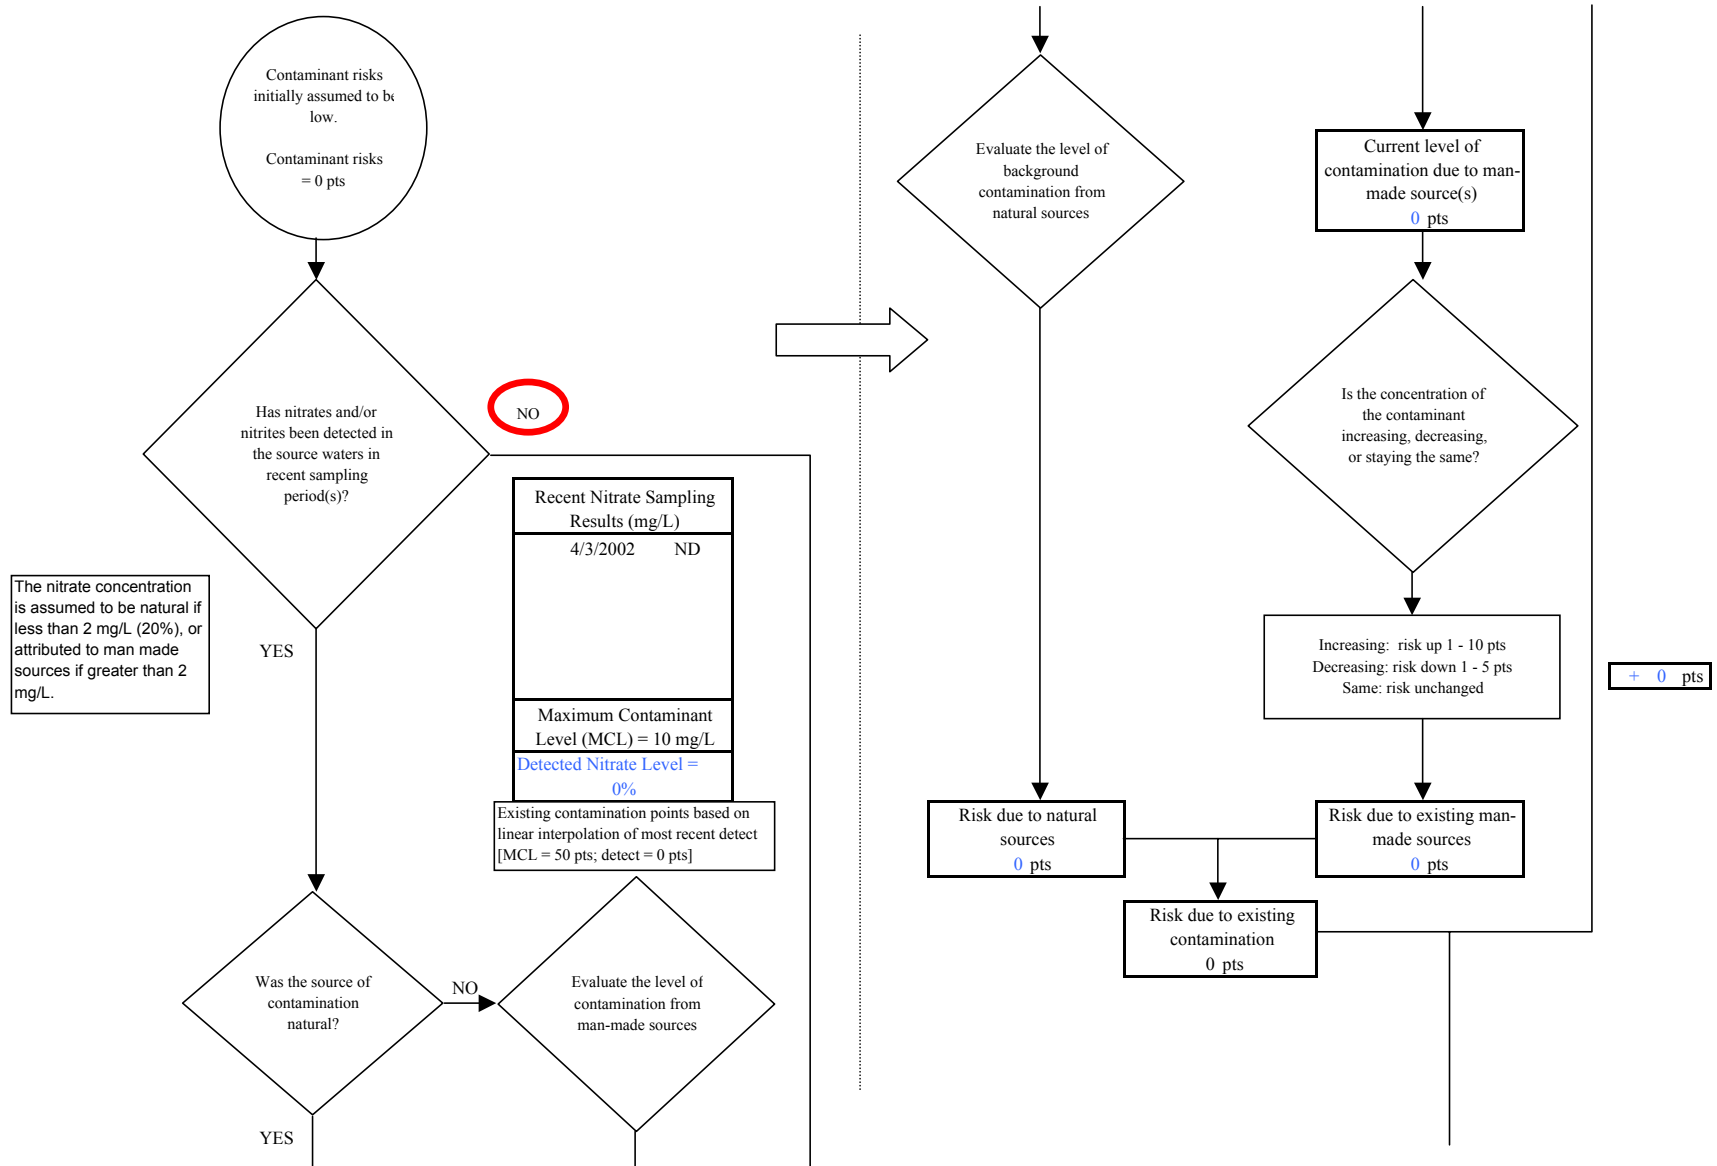 Contaminant risks
initially assumed to be
low.
Contaminant risks
= 0 pts
Has nitrates and/or
nitrites been detected in
the source waters in
recent sampling
period(s)?
NO
YES
The nitrate concentration
is assumed to be natural if
less than 2 mg/L (20%), or
attributed to man made
sources if greater than 2
mg/L.
Recent Nitrate Sampling
Results (mg/L)
4/3/2002 ND
Maximum Contaminant
Level (MCL) = 10 mg/L
Detected Nitrate Level =
0%
Existing contamination points based on
linear interpolation of most recent detect
[MCL = 50 pts; detect = 0 pts]
Was the source of
contamination
natural?
NO
YES
Evaluate the level of
contamination from
man-made sources
Evaluate the level of
background
contamination from
natural sources
Current level of
contamination due to man-
made source(s)
0 pts
Is the concentration of
the contaminant
increasing, decreasing,
or staying the same?
Increasing: risk up 1 - 10 pts
Decreasing: risk down 1 - 5 pts
Same: risk unchanged
+ 0 pts
Risk due to natural
sources
0 pts
Risk due to existing man-
made sources
0 pts
Risk due to existing
contamination
0 pts